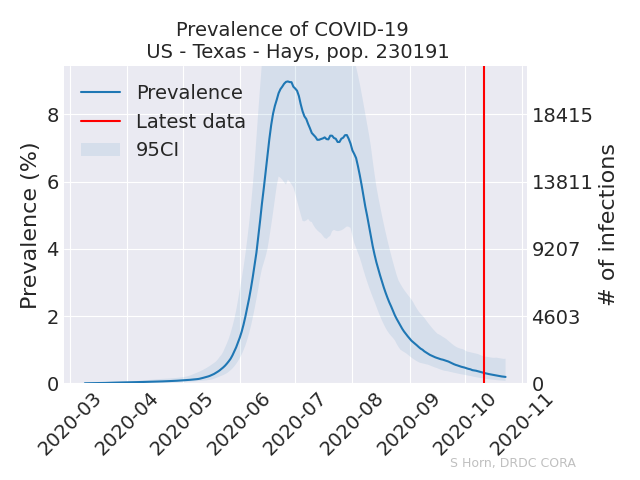 Prevalence of COVID-19
US - Texas - Hays, pop. 230191
Prevalence
Latest data
95CI
Prevalence (%)
8
6
4
2
0
18415
13811
9207
4603
0
# of infections
2020-03
2020-04
2020-05
2020-06
2020-07
2020-08
2020-09
2020-10
2020-11
S Horn, DRDC CORA